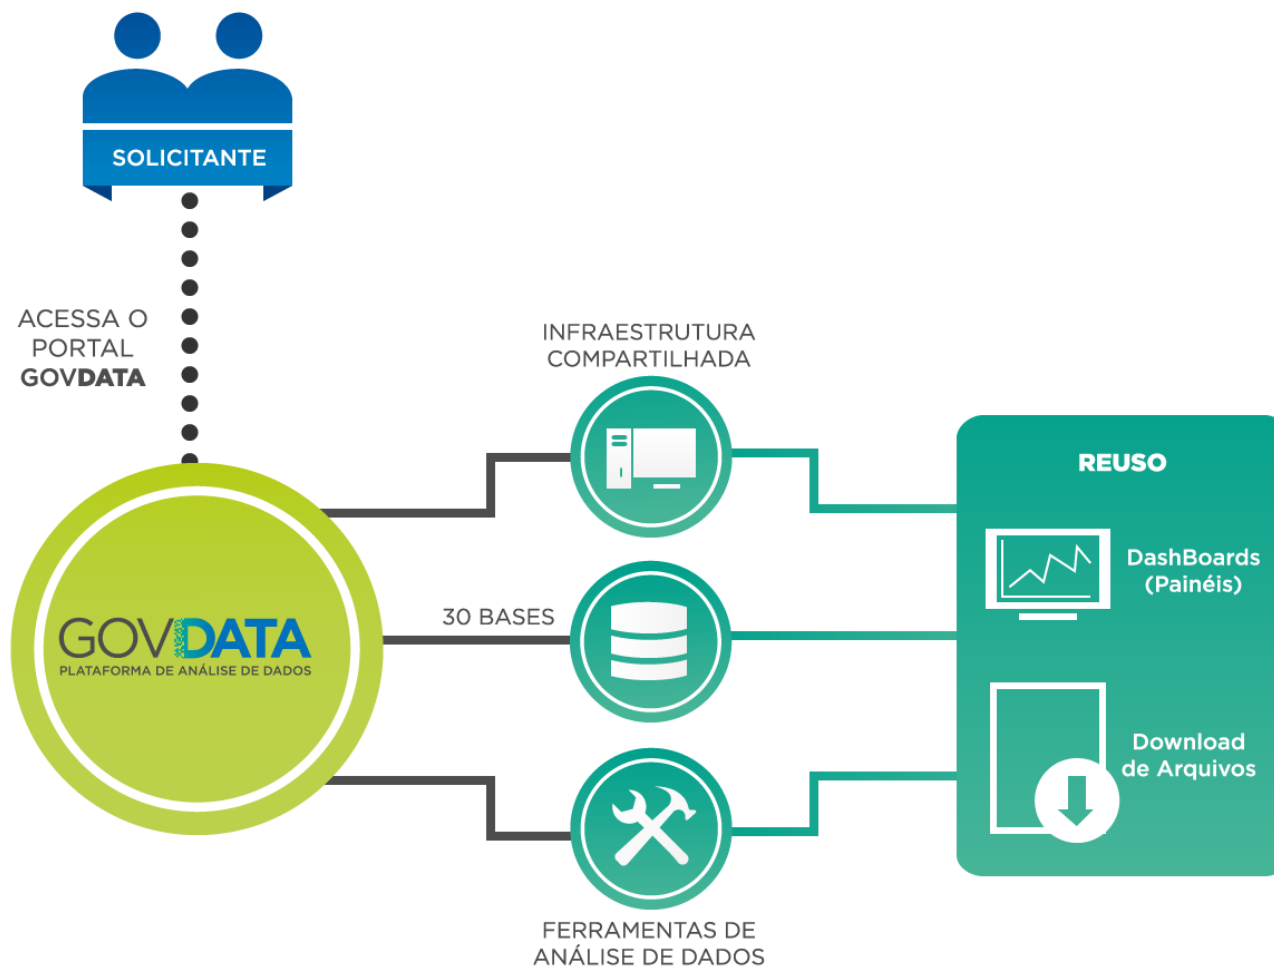 SOLICITANTE
ACESSA O
PORTAL
GOVDATA
GOVDATA
PLATAFORMA DE ANÁLISE DE DADOS
INFRAESTRUTURA
COMPARTILHADA
30 BASES
FERRAMENTAS DE
ANÁLISE DE DADOS
REUSO
DashBoards
(Painéis)
Download
de Arquivos